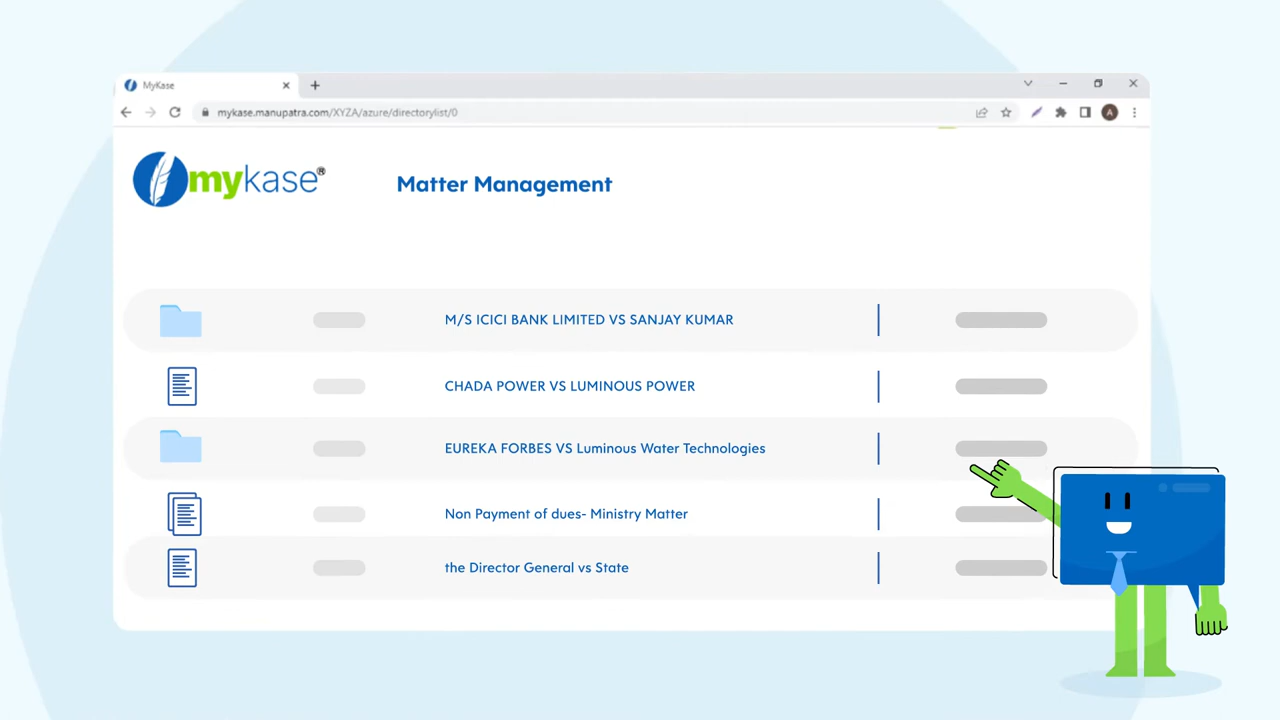 MyKase
mykase.manupatra.com/XYZA/azure/directorylist/0
A
mykase®
Matter Management
M/S ICICI BANK LIMITED VS SANJAY KUMAR
CHADA POWER VS LUMINOUS POWER
EUREKA FORBES VS Luminous Water Technologies
Non Payment of dues- Ministry Matter
the Director General vs State